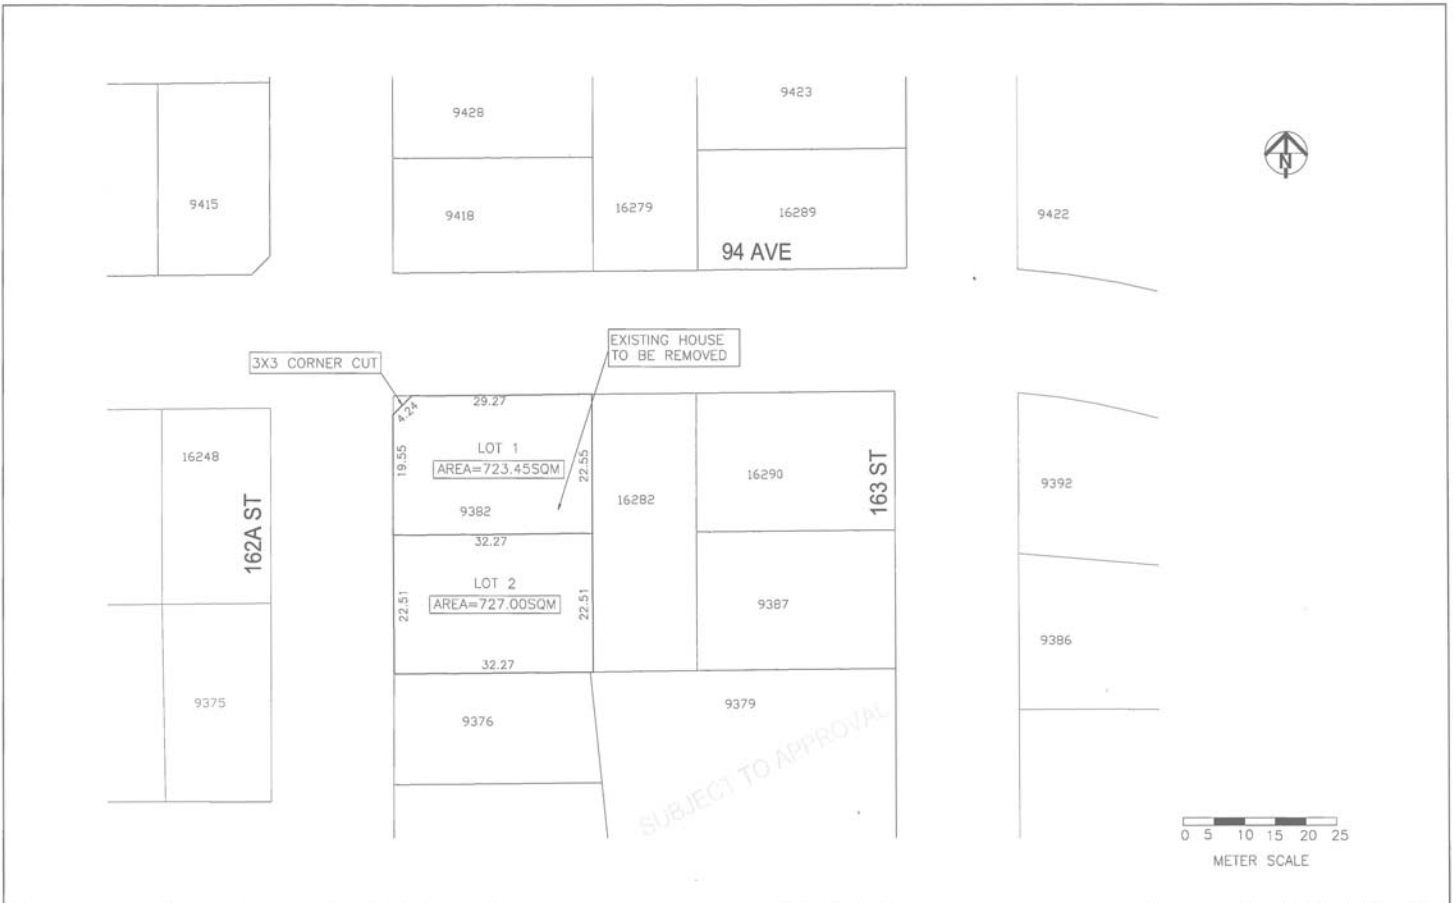 9428
9423
9415
9418
16279
16289
9422
94 AVE
N
EXISTING HOUSE
TO BE REMOVED
3X3 CORNER CUT
4.24
29.27
LOT 1
AREA=723.45SQM
19.55
22.55
9382
32.27
16248
162A ST
16282
16290
163 ST
9392
LOT 2
AREA=727.00SQM
22.51
22.51
32.27
9387
9386
9375
9376
9379
SUBJECT TO APPROVAL
0 5 10 15 20 25
METER SCALE